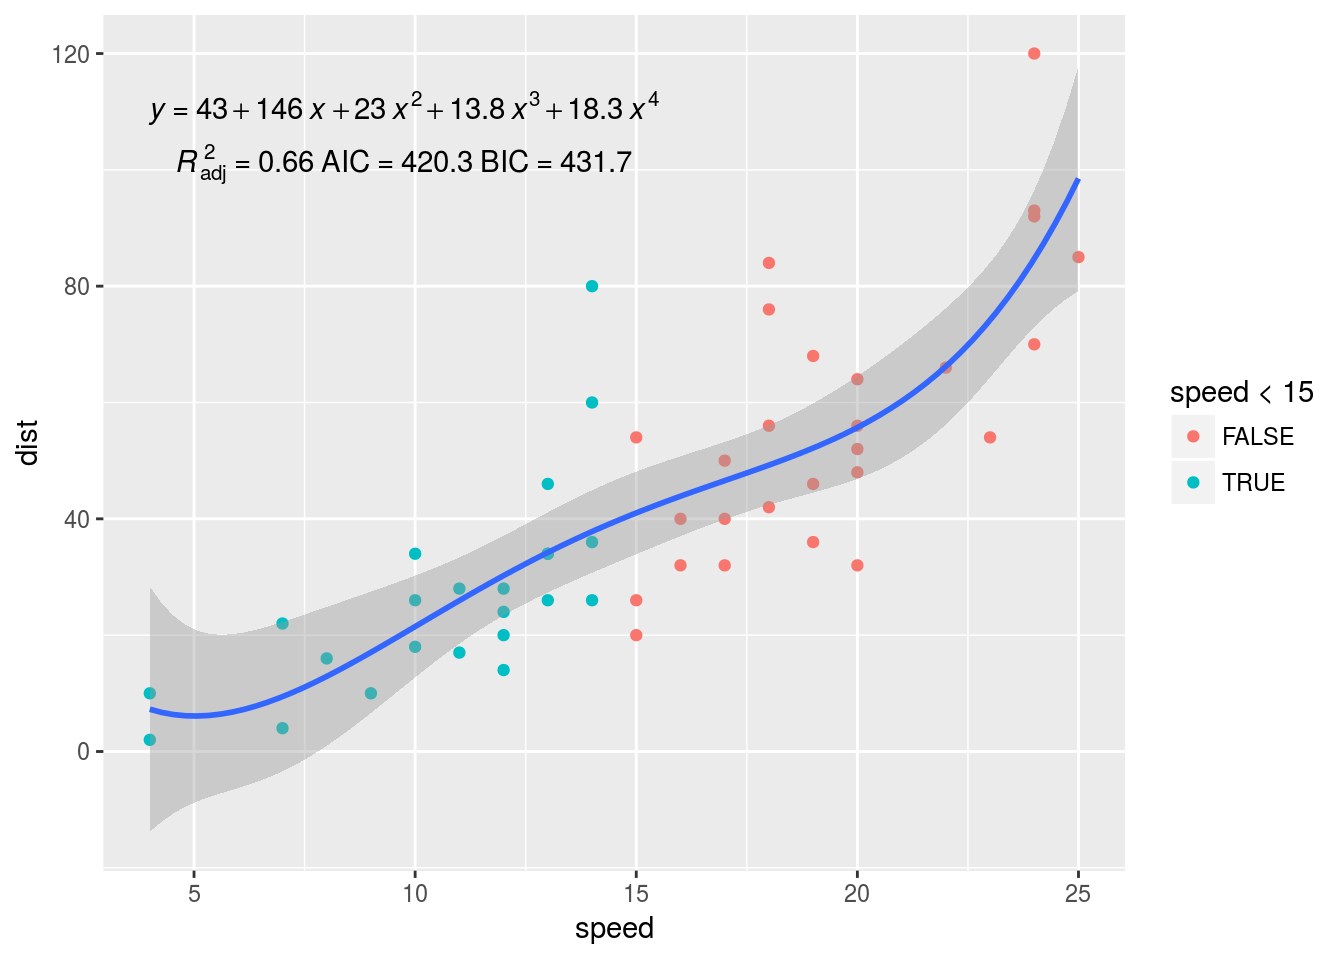 120
80
40
0
y = 43 + 146 x + 23 x² + 13.8 x³ + 18.3 x⁴
R²adj = 0.66 AIC = 420.3 BIC = 431.7
dist
5 10 15 20 25
speed
speed < 15
FALSE
TRUE